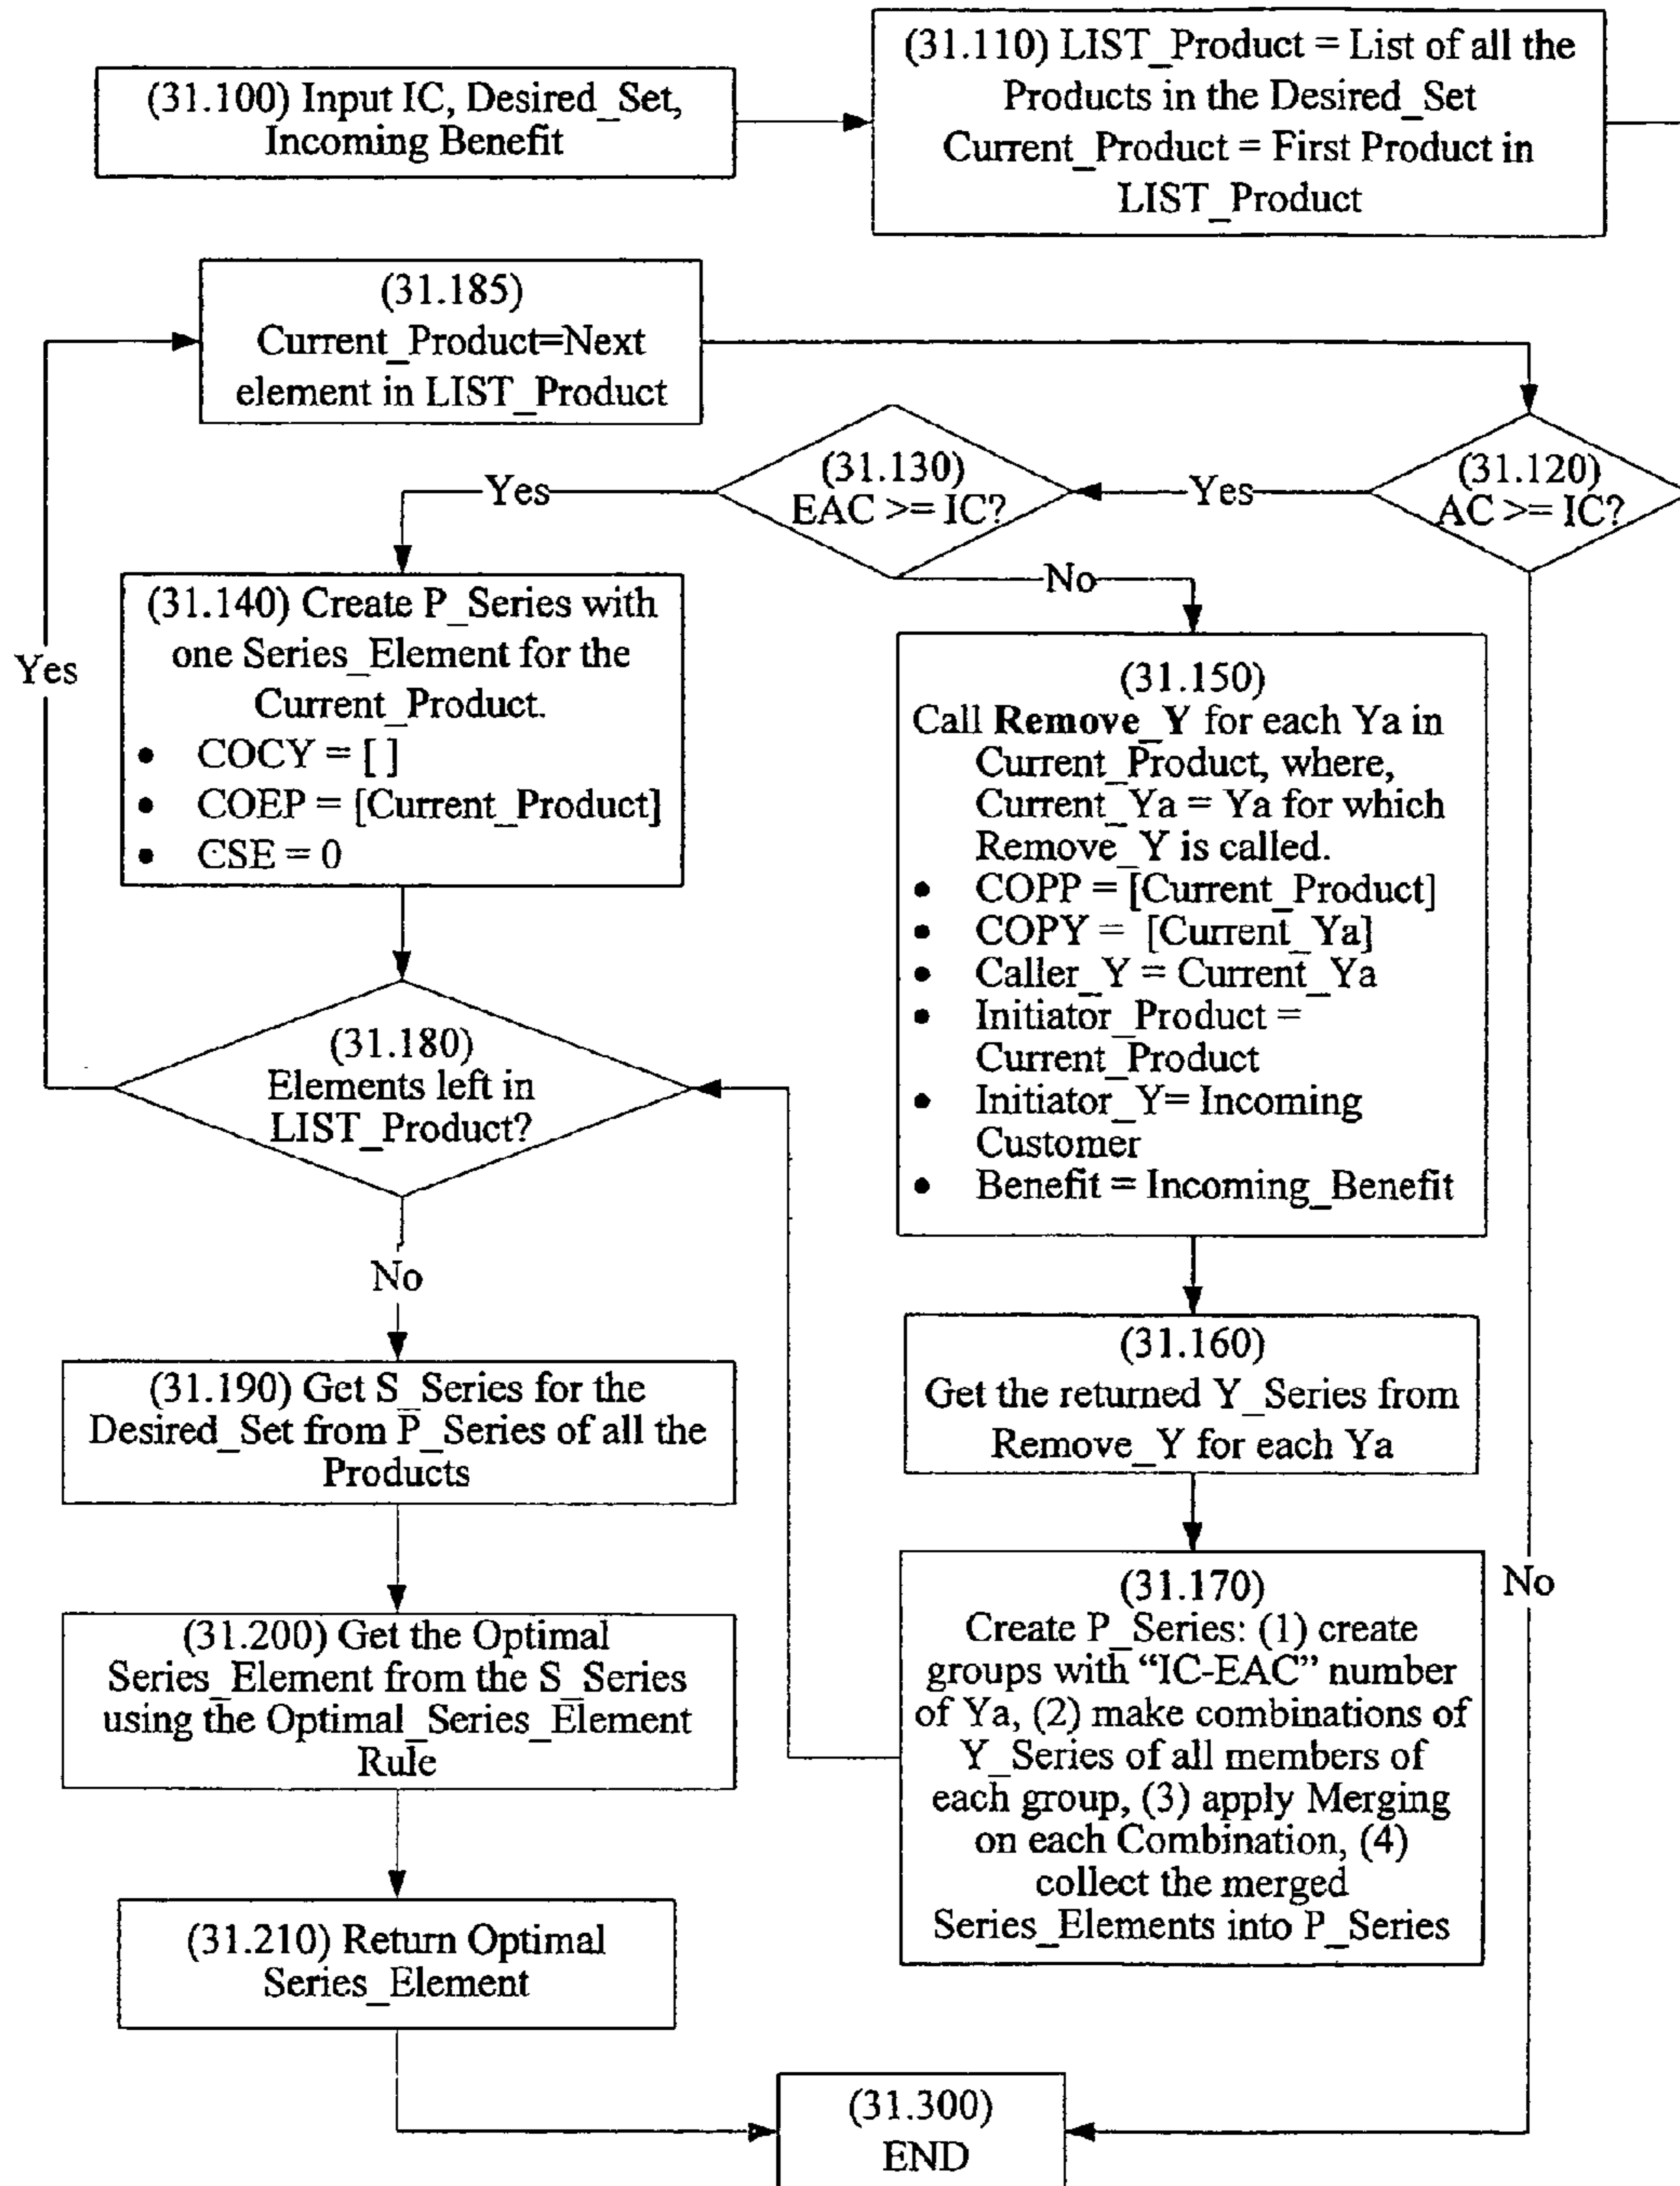 (31.100) Input IC, Desired_Set,
Incoming Benefit
(31.110) LIST_Product = List of all the
Products in the Desired_Set
Current_Product = First Product in
LIST_Product
(31.185)
Current_Product=Next
element in LIST_Product
(31.120)
AC >= IC?
Yes
(31.130)
EAC >= IC?
Yes
No
(31.140) Create P_Series with
one Series_Element for the
Current_Product.
• COCY = [ ]
• COEP = [Current_Product]
• CSE = 0
Yes
(31.150)
Call Remove_Y for each Ya in
Current_Product, where,
Current_Ya = Ya for which
Remove_Y is called.
• COPP = [Current_Product]
• COPY = [Current_Ya]
• Caller_Y = Current_Ya
• Initiator_Product =
Current_Product
• Initiator_Y= Incoming
Customer
• Benefit = Incoming_Benefit
(31.180)
Elements left in
LIST_Product?
No
(31.160)
Get the returned Y_Series from
Remove_Y for each Ya
(31.190) Get S_Series for the
Desired_Set from P_Series of all the
Products
(31.170)
Create P_Series: (1) create
groups with “IC-EAC” number
of Ya, (2) make combinations of
Y_Series of all members of
each group, (3) apply Merging
on each Combination, (4)
collect the merged
Series_Elements into P_Series
No
(31.200) Get the Optimal
Series_Element from the S_Series
using the Optimal_Series_Element
Rule
(31.210) Return Optimal
Series_Element
(31.300)
END